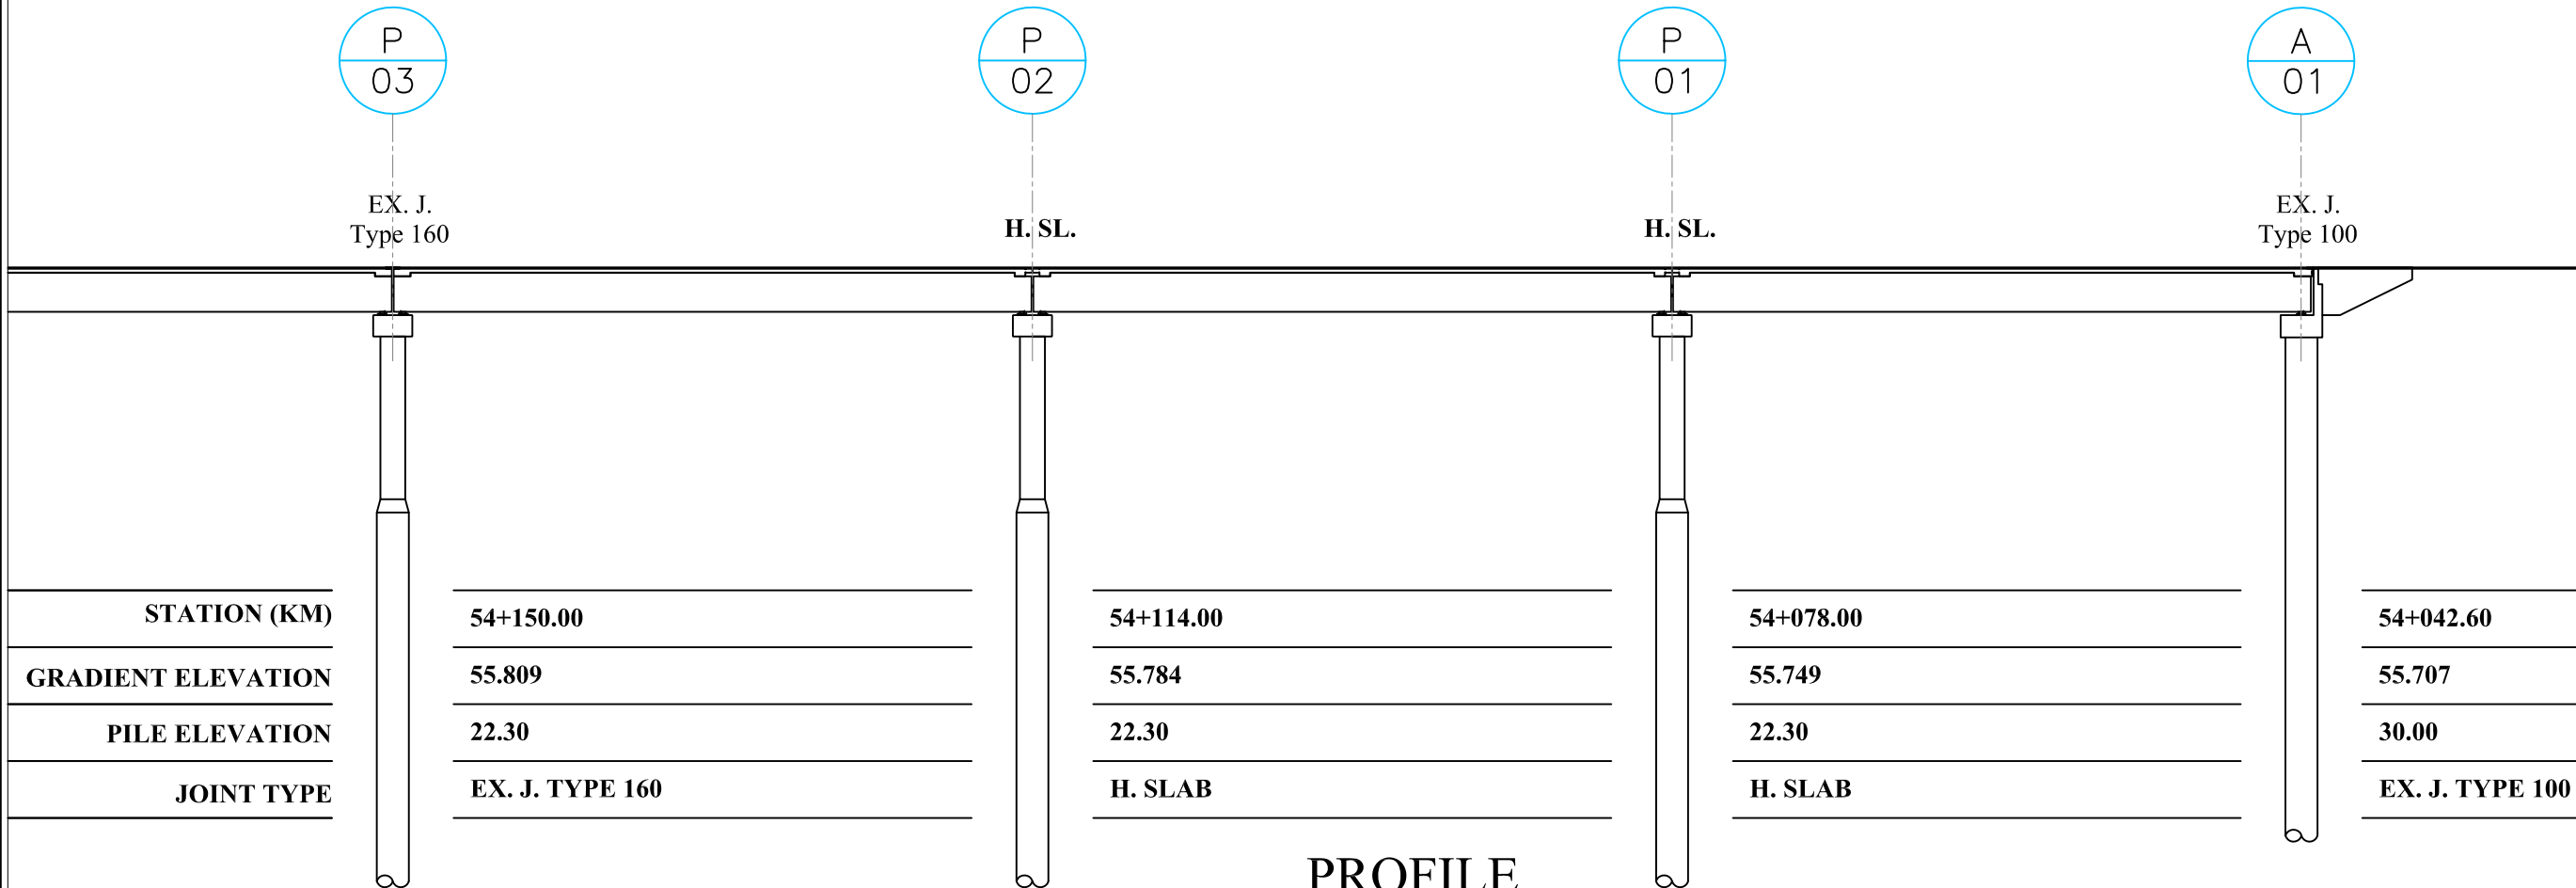 P
03
P
02
P
01
A
01
EX. J.
Type 160
H. SL.
H. SL.
EX. J.
Type 100
STATION (KM) 54+150.00 54+114.00 54+078.00 54+042.60
GRADIENT ELEVATION 55.809 55.784 55.749 55.707
PILE ELEVATION 22.30 22.30 22.30 30.00
JOINT TYPE EX. J. TYPE 160 H. SLAB H. SLAB EX. J. TYPE 100
PROFILE